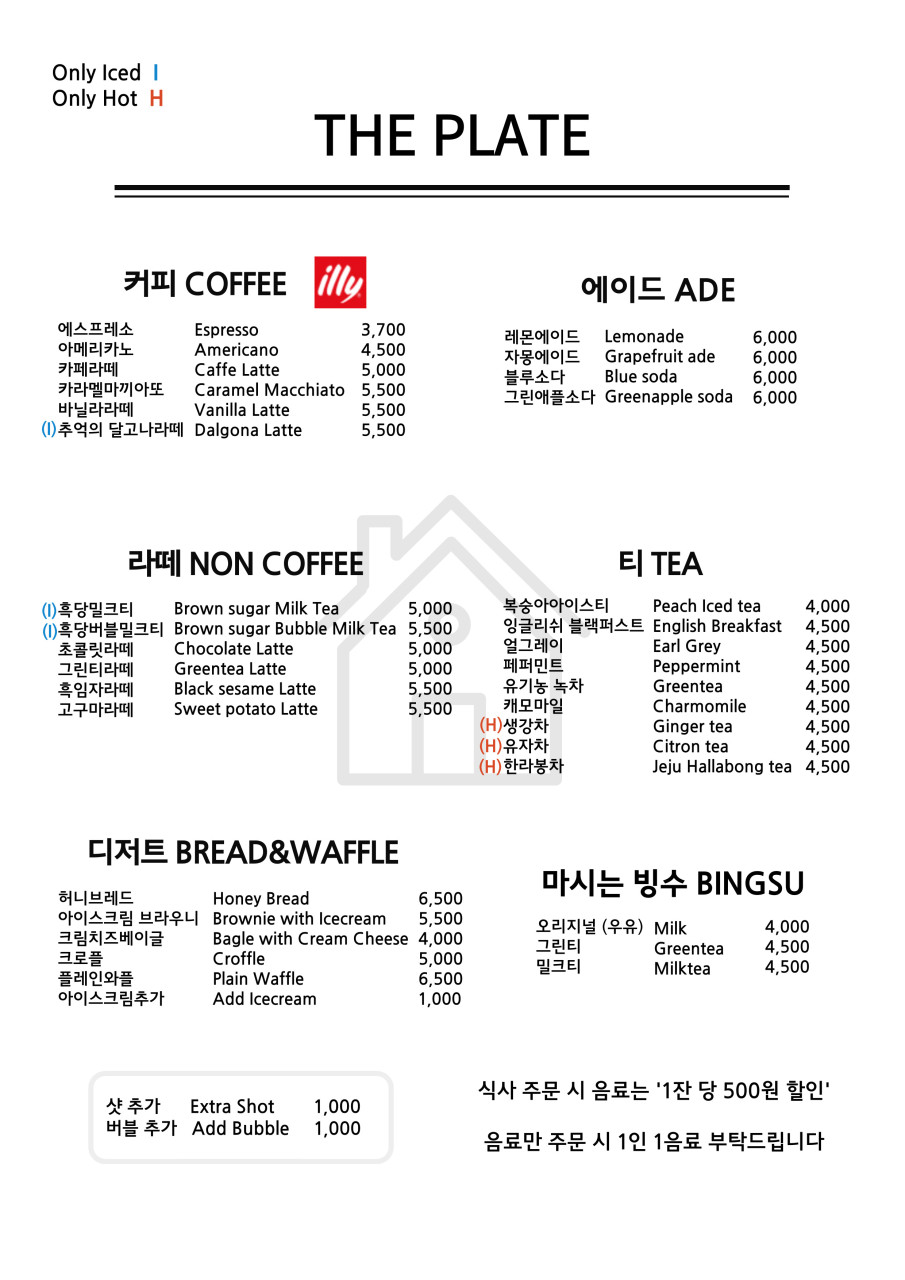 Only Iced I
Only Hot H
THE PLATE
커피 COFFEE
illy
에스프레소 Espresso 3,700
아메리카노 Americano 4,500
카페라떼 Caffe Latte 5,000
카라멜마끼아또 Caramel Macchiato 5,500
바닐라라떼 Vanilla Latte 5,500
(I)추억의 달고나라떼 Dalgona Latte 5,500
에이드 ADE
레몬에이드 Lemonade 6,000
자몽에이드 Grapefruit ade 6,000
블루소다 Blue soda 6,000
그린애플소다 Greenapple soda 6,000
라떼 NON COFFEE
(I)흑당밀크티 Brown sugar Milk Tea 5,000
(I)흑당버블밀크티 Brown sugar Bubble Milk Tea 5,500
초콜릿라떼 Chocolate Latte 5,000
그린티라떼 Greentea Latte 5,000
흑임자라떼 Black sesame Latte 5,500
고구마라떼 Sweet potato Latte 5,500
티 TEA
복숭아아이스티 Peach Iced tea 4,000
잉글리쉬 블랙퍼스트 English Breakfast 4,500
얼그레이 Earl Grey 4,500
페퍼민트 Peppermint 4,500
유기농 녹차 Greentea 4,500
캐모마일 Charmomile 4,500
(H)생강차 Ginger tea 4,500
(H)유자차 Citron tea 4,500
(H)한라봉차 Jeju Hallabong tea 4,500
디저트 BREAD&WAFFLE
허니브레드 Honey Bread 6,500
아이스크림 브라우니 Brownie with Icecream 5,500
크림치즈베이글 Bagle with Cream Cheese 4,000
크로플 Croffle 5,000
플레인와플 Plain Waffle 6,500
아이스크림추가 Add Icecream 1,000
마시는 빙수 BINGSU
오리지널 (우유) Milk 4,000
그린티 Greentea 4,500
밀크티 Milktea 4,500
샷 추가 Extra Shot 1,000
버블 추가 Add Bubble 1,000
식사 주문 시 음료는 '1잔 당 500원 할인'
음료만 주문 시 1인 1음료 부탁드립니다